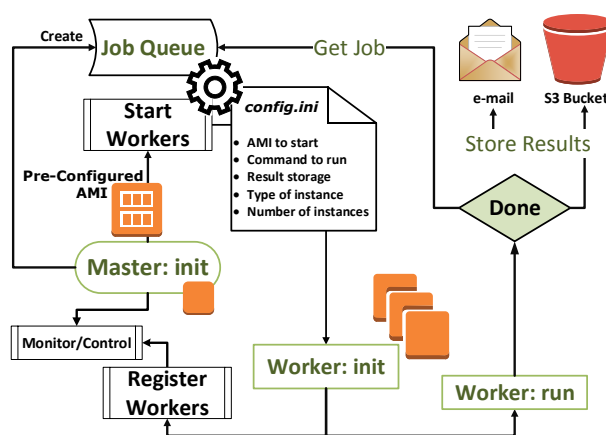 Create
Job Queue
Get Job
e-mail
S3 Bucket
Start
Workers
config.ini
• AMI to start
• Command to run
• Result storage
• Type of instance
• Number of instances
Store Results
Pre-Configured
AMI
Done
Master: init
Monitor/Control
Register
Workers
Worker: init
Worker: run